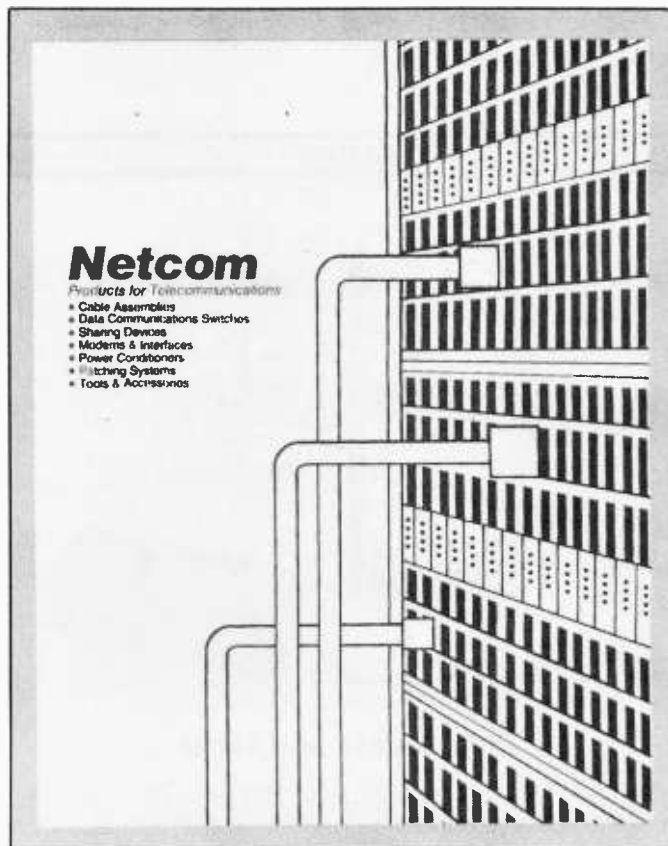 Netcom
Products for Telecommunications
• Cable Assemblies
• Data Communications Switches
• Sharing Devices
• Modems & Interfaces
• Power Conditioners
• Patching Systems
• Tools & Accessories